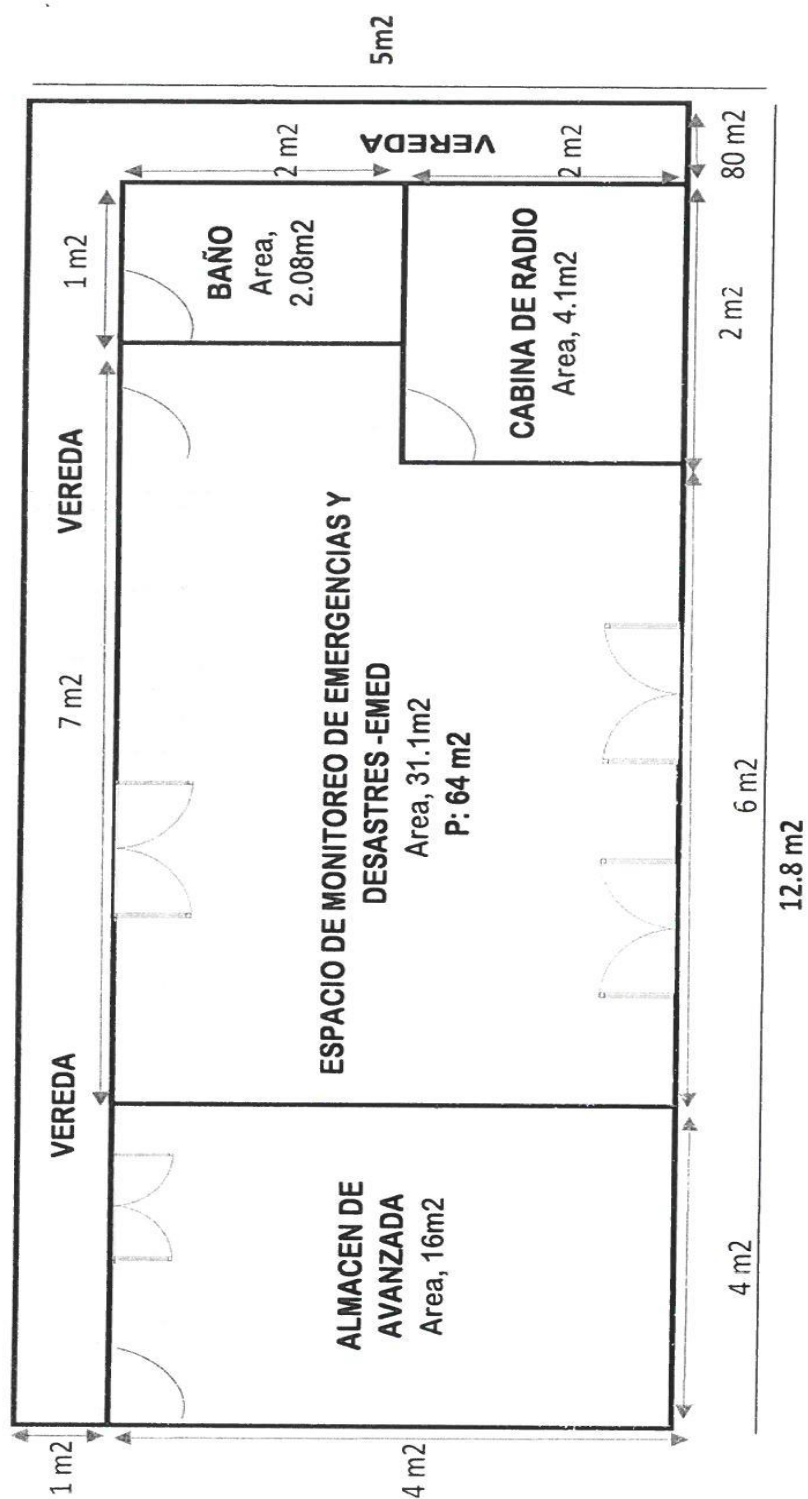 1 m2
4 m2
VEREDA
VEREDA
7 m2
1 m2
ALMACEN DE
AVANZADA
Area, 16m2
ESPACIO DE MONITOREO DE EMERGENCIAS Y
DESASTRES -EMED
Area, 31.1m2
P: 64 m2
BAÑO
Area,
2.08m2
2 m2
VEREDA
5m2
CABINA DE RADIO
Area, 4.1m2
2 m2
4 m2
6 m2
2 m2
80 m2
12.8 m2